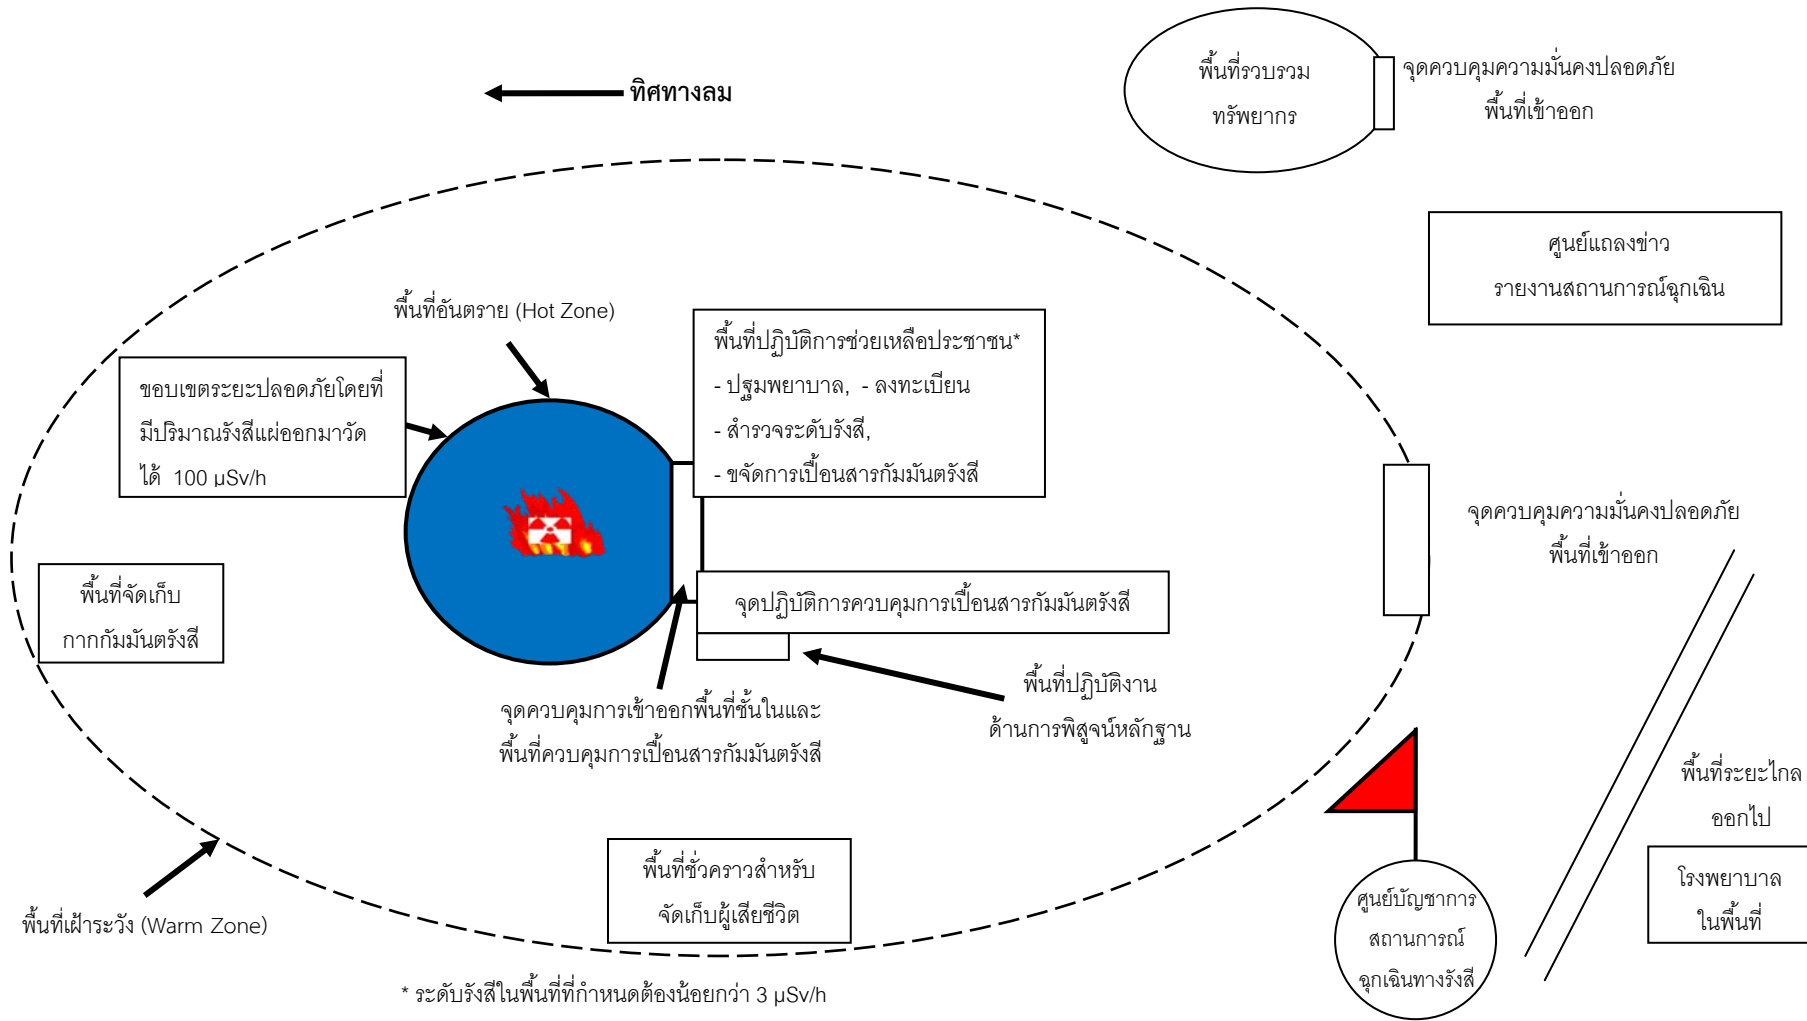 พื้นที่รวบรวม
ทรัพยากร
จุดควบคุมความมั่นคงปลอดภัย
พื้นที่เข้าออก
ทิศทางลม
ศูนย์แถลงข่าว
รายงานสถานการณ์ฉุกเฉิน
พื้นที่อันตราย (Hot Zone)
พื้นที่ปฏิบัติการช่วยเหลือประชาชน*
- ปฐมพยาบาล, - ลงทะเบียน
- สำรวจระดับรังสี,
- ขจัดการเปื้อนสารกัมมันตรังสี
ขอบเขตระยะปลอดภัยโดยที่
มีปริมาณรังสีแผ่ออกมาวัด
ได้ 100 µSv/h
จุดควบคุมความมั่นคงปลอดภัย
พื้นที่เข้าออก
พื้นที่จัดเก็บ
กากกัมมันตรังสี
จุดปฏิบัติการควบคุมการเปื้อนสารกัมมันตรังสี
พื้นที่ปฏิบัติงาน
ด้านการพิสูจน์หลักฐาน
จุดควบคุมการเข้าออกพื้นที่ชั้นในและ
พื้นที่ควบคุมการเปื้อนสารกัมมันตรังสี
พื้นที่ระยะไกล
ออกไป
โรงพยาบาล
ในพื้นที่
พื้นที่ชั่วคราวสำหรับ
จัดเก็บผู้เสียชีวิต
ศูนย์บัญชาการ
สถานการณ์
ฉุกเฉินทางรังสี
พื้นที่เฝ้าระวัง (Warm Zone)
* ระดับรังสีในพื้นที่ที่กำหนดต้องน้อยกว่า 3 µSv/h